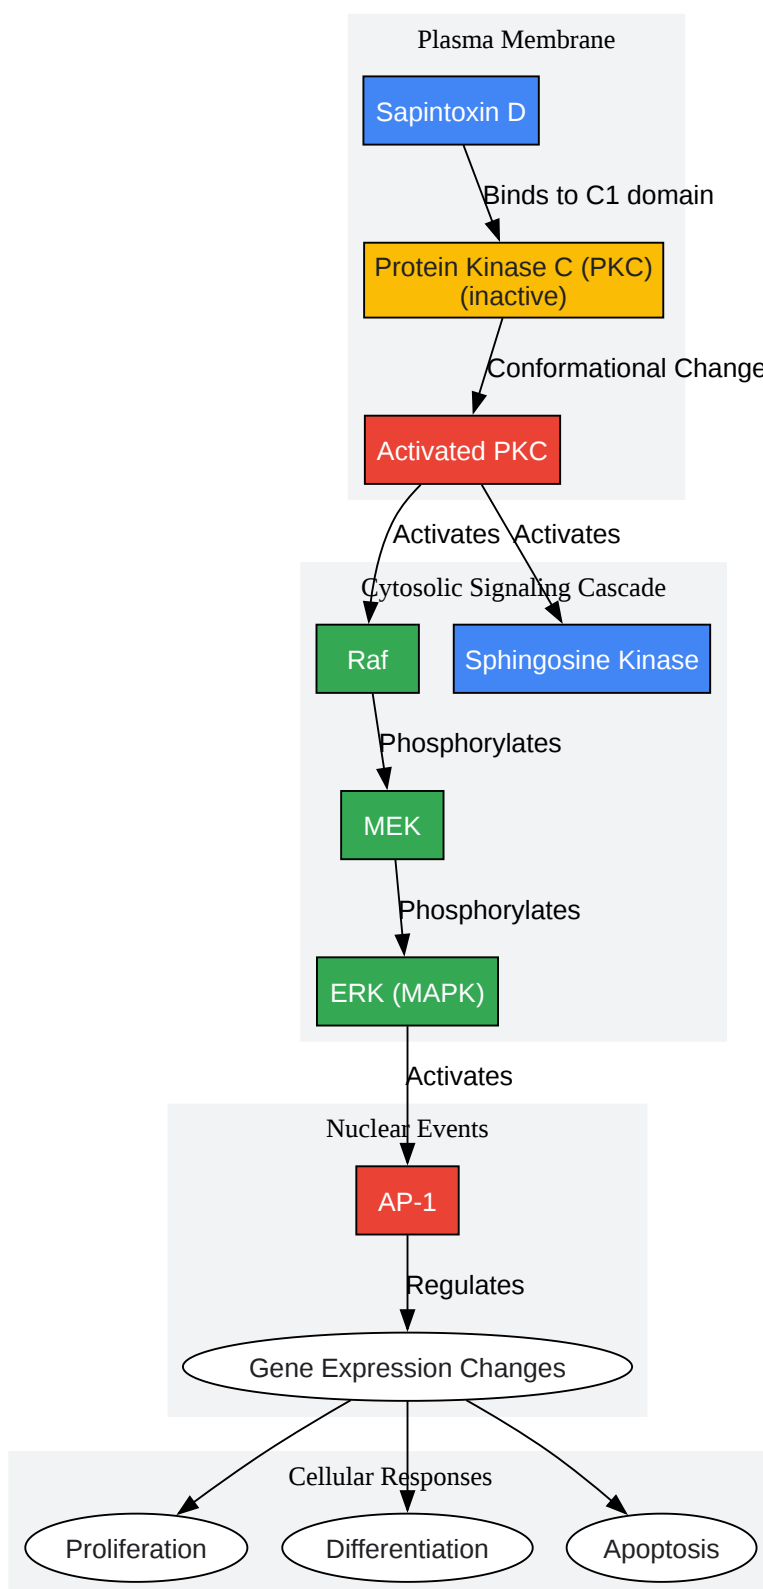 Plasma Membrane
Sapintoxin D
Binds to C1 domain
Protein Kinase C (PKC)
(inactive)
Conformational Change
Activated PKC
Activates
Activates
Cytosolic Signaling Cascade
Raf
Sphingosine Kinase
Phosphorylates
MEK
Phosphorylates
ERK (MAPK)
Activates
Nuclear Events
AP-1
Regulates
Gene Expression Changes
Cellular Responses
Proliferation
Differentiation
Apoptosis